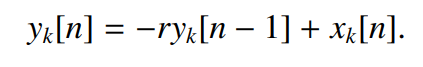 yₖ[n] = −ryₖ[n − 1] + xₖ[n].